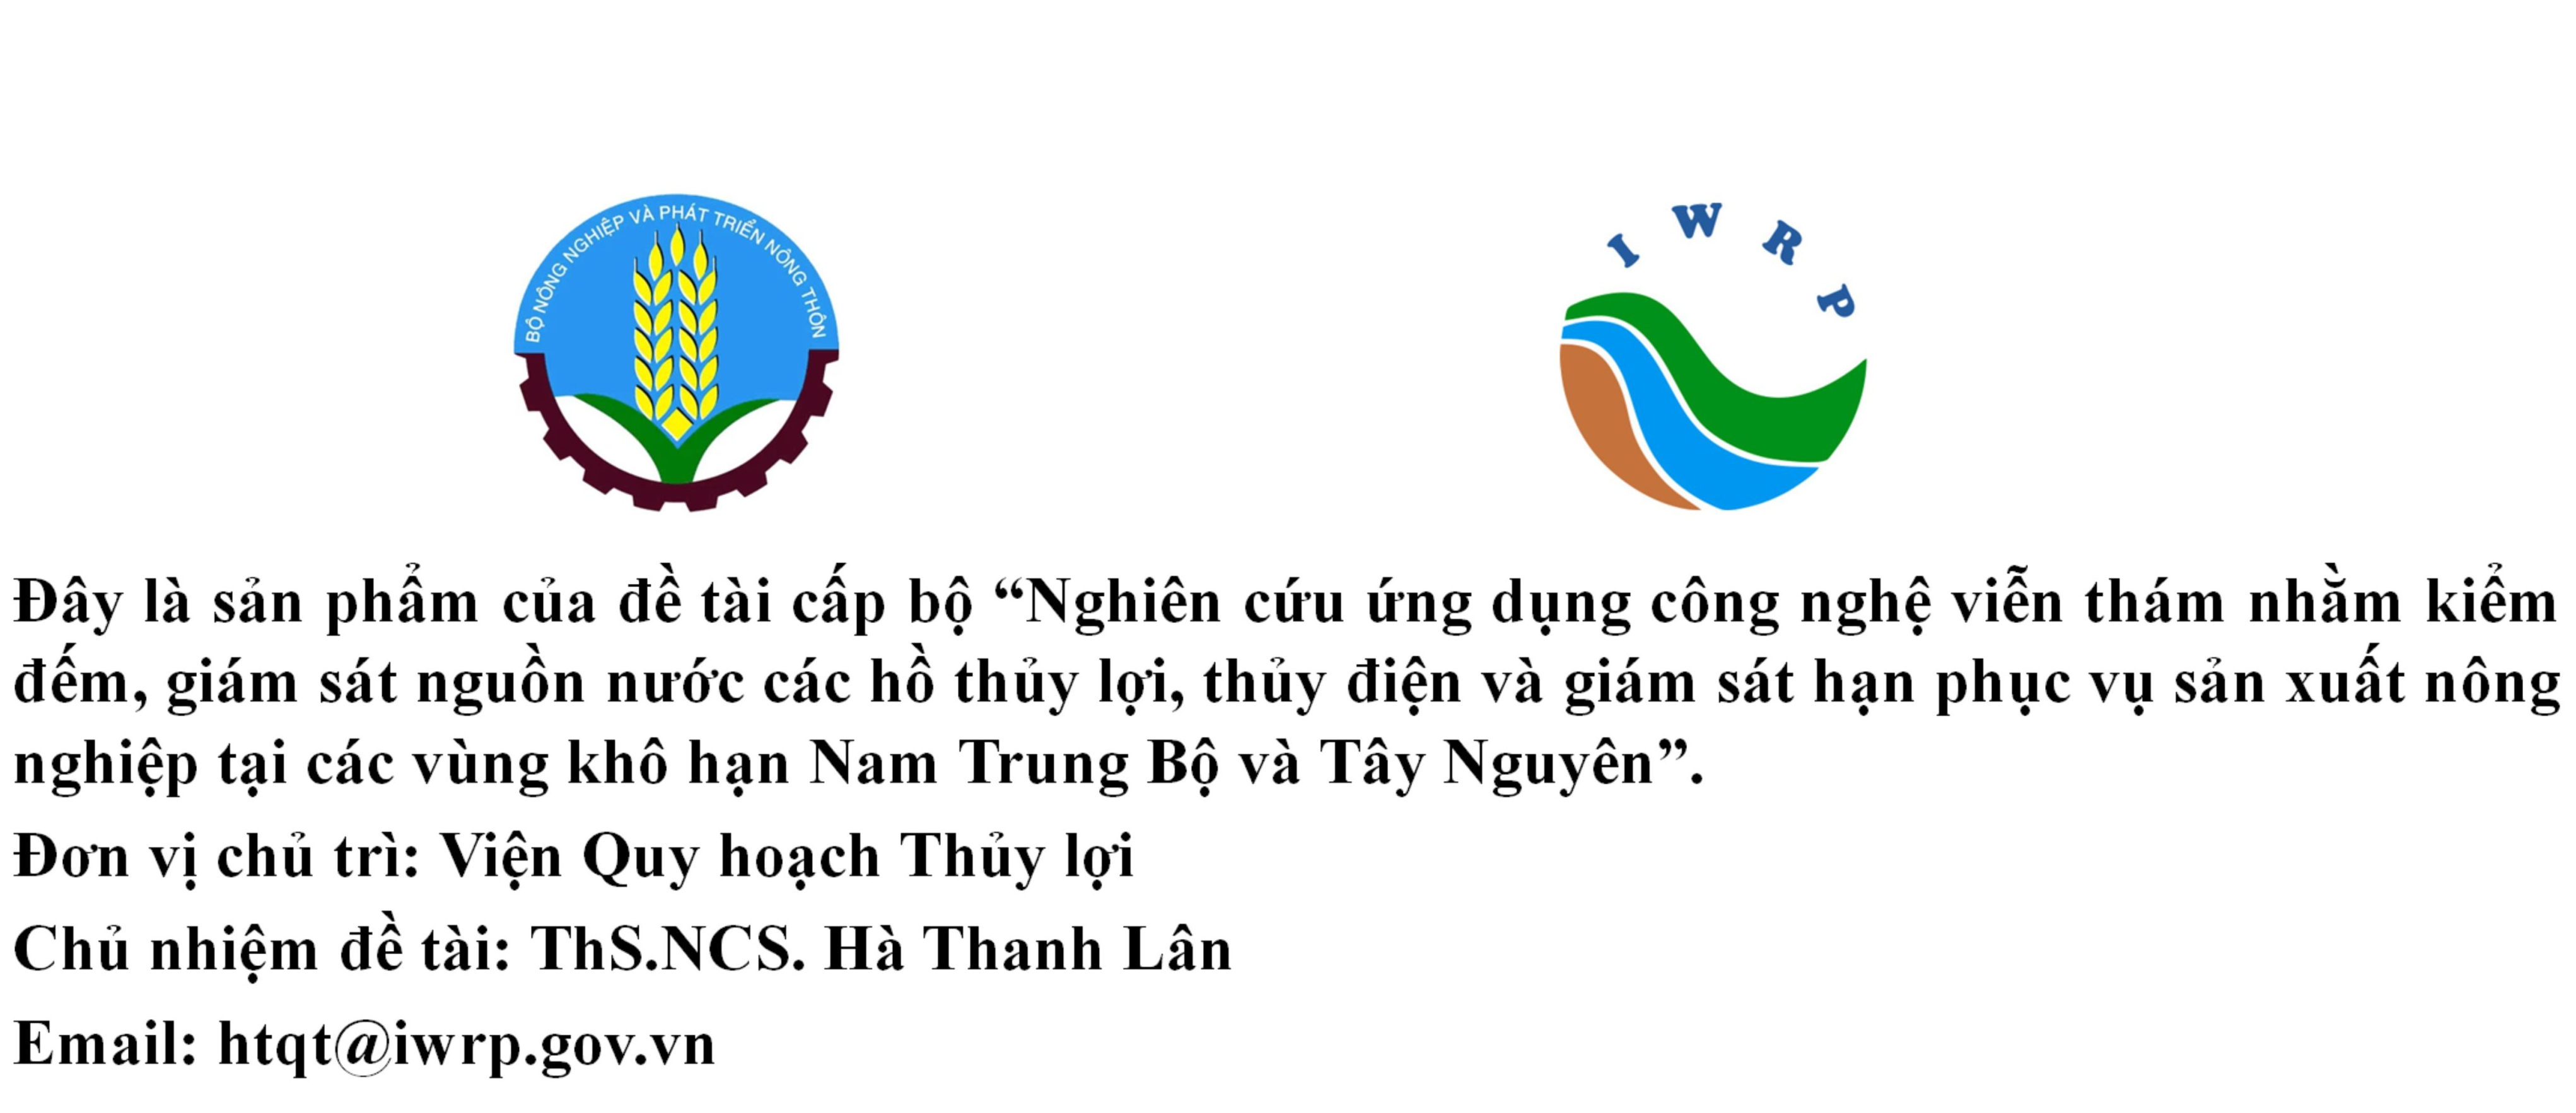 BỘ NÔNG NGHIỆP VÀ PHÁT TRIỂN NÔNG THÔN
I W R P
Đây là sản phẩm của đề tài cấp bộ “Nghiên cứu ứng dụng công nghệ viễn thám nhằm kiểm
đếm, giám sát nguồn nước các hồ thủy lợi, thủy điện và giám sát hạn phục vụ sản xuất nông
nghiệp tại các vùng khô hạn Nam Trung Bộ và Tây Nguyên”.
Đơn vị chủ trì: Viện Quy hoạch Thủy lợi
Chủ nhiệm đề tài: ThS.NCS. Hà Thanh Lân
Email: htqt@iwrp.gov.vn